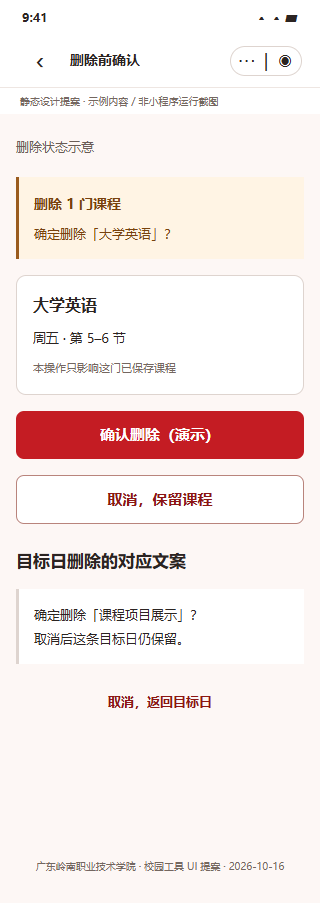 9:41
删除前确认
静态设计提案 · 示例内容 / 非小程序运行截图
删除状态示意
删除 1 门课程
确定删除「大学英语」?
大学英语
周五 · 第 5–6 节
本操作只影响这门已保存课程
确认删除（演示）
取消，保留课程
目标日删除的对应文案
确定删除「课程项目展示」?
取消后这条目标日仍保留。
取消，返回目标日
广东岭南职业技术学院 · 校园工具 UI 提案 · 2026-10-16